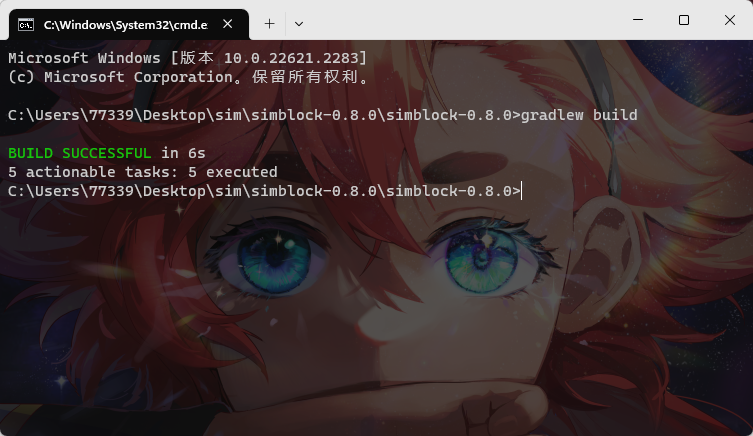 C:\Windows\System32\cmd.e
Microsoft Windows [版本 10.0.22621.2283]
(c) Microsoft Corporation。保留所有权利。
C:\Users\77339\Desktop\sim\simblock-0.8.0\simblock-0.8.0>gradlew build
BUILD SUCCESSFUL in 6s
5 actionable tasks: 5 executed
C:\Users\77339\Desktop\sim\simblock-0.8.0\simblock-0.8.0>